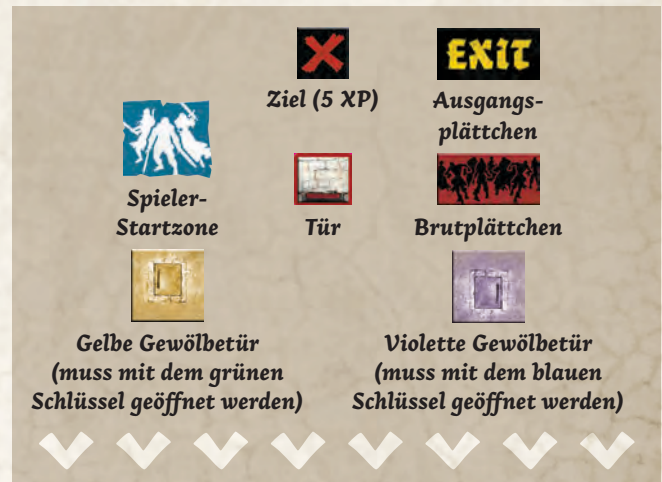 EXIT
Ziel (5 XP)
Ausgangs-
plättchen
Spieler-
Startzone
Tür
Brutplättchen
Gelbe Gewölbetür
(muss mit dem grünen
Schlüssel geöffnet werden)
Violette Gewölbetür
(muss mit dem blauen
Schlüssel geöffnet werden)